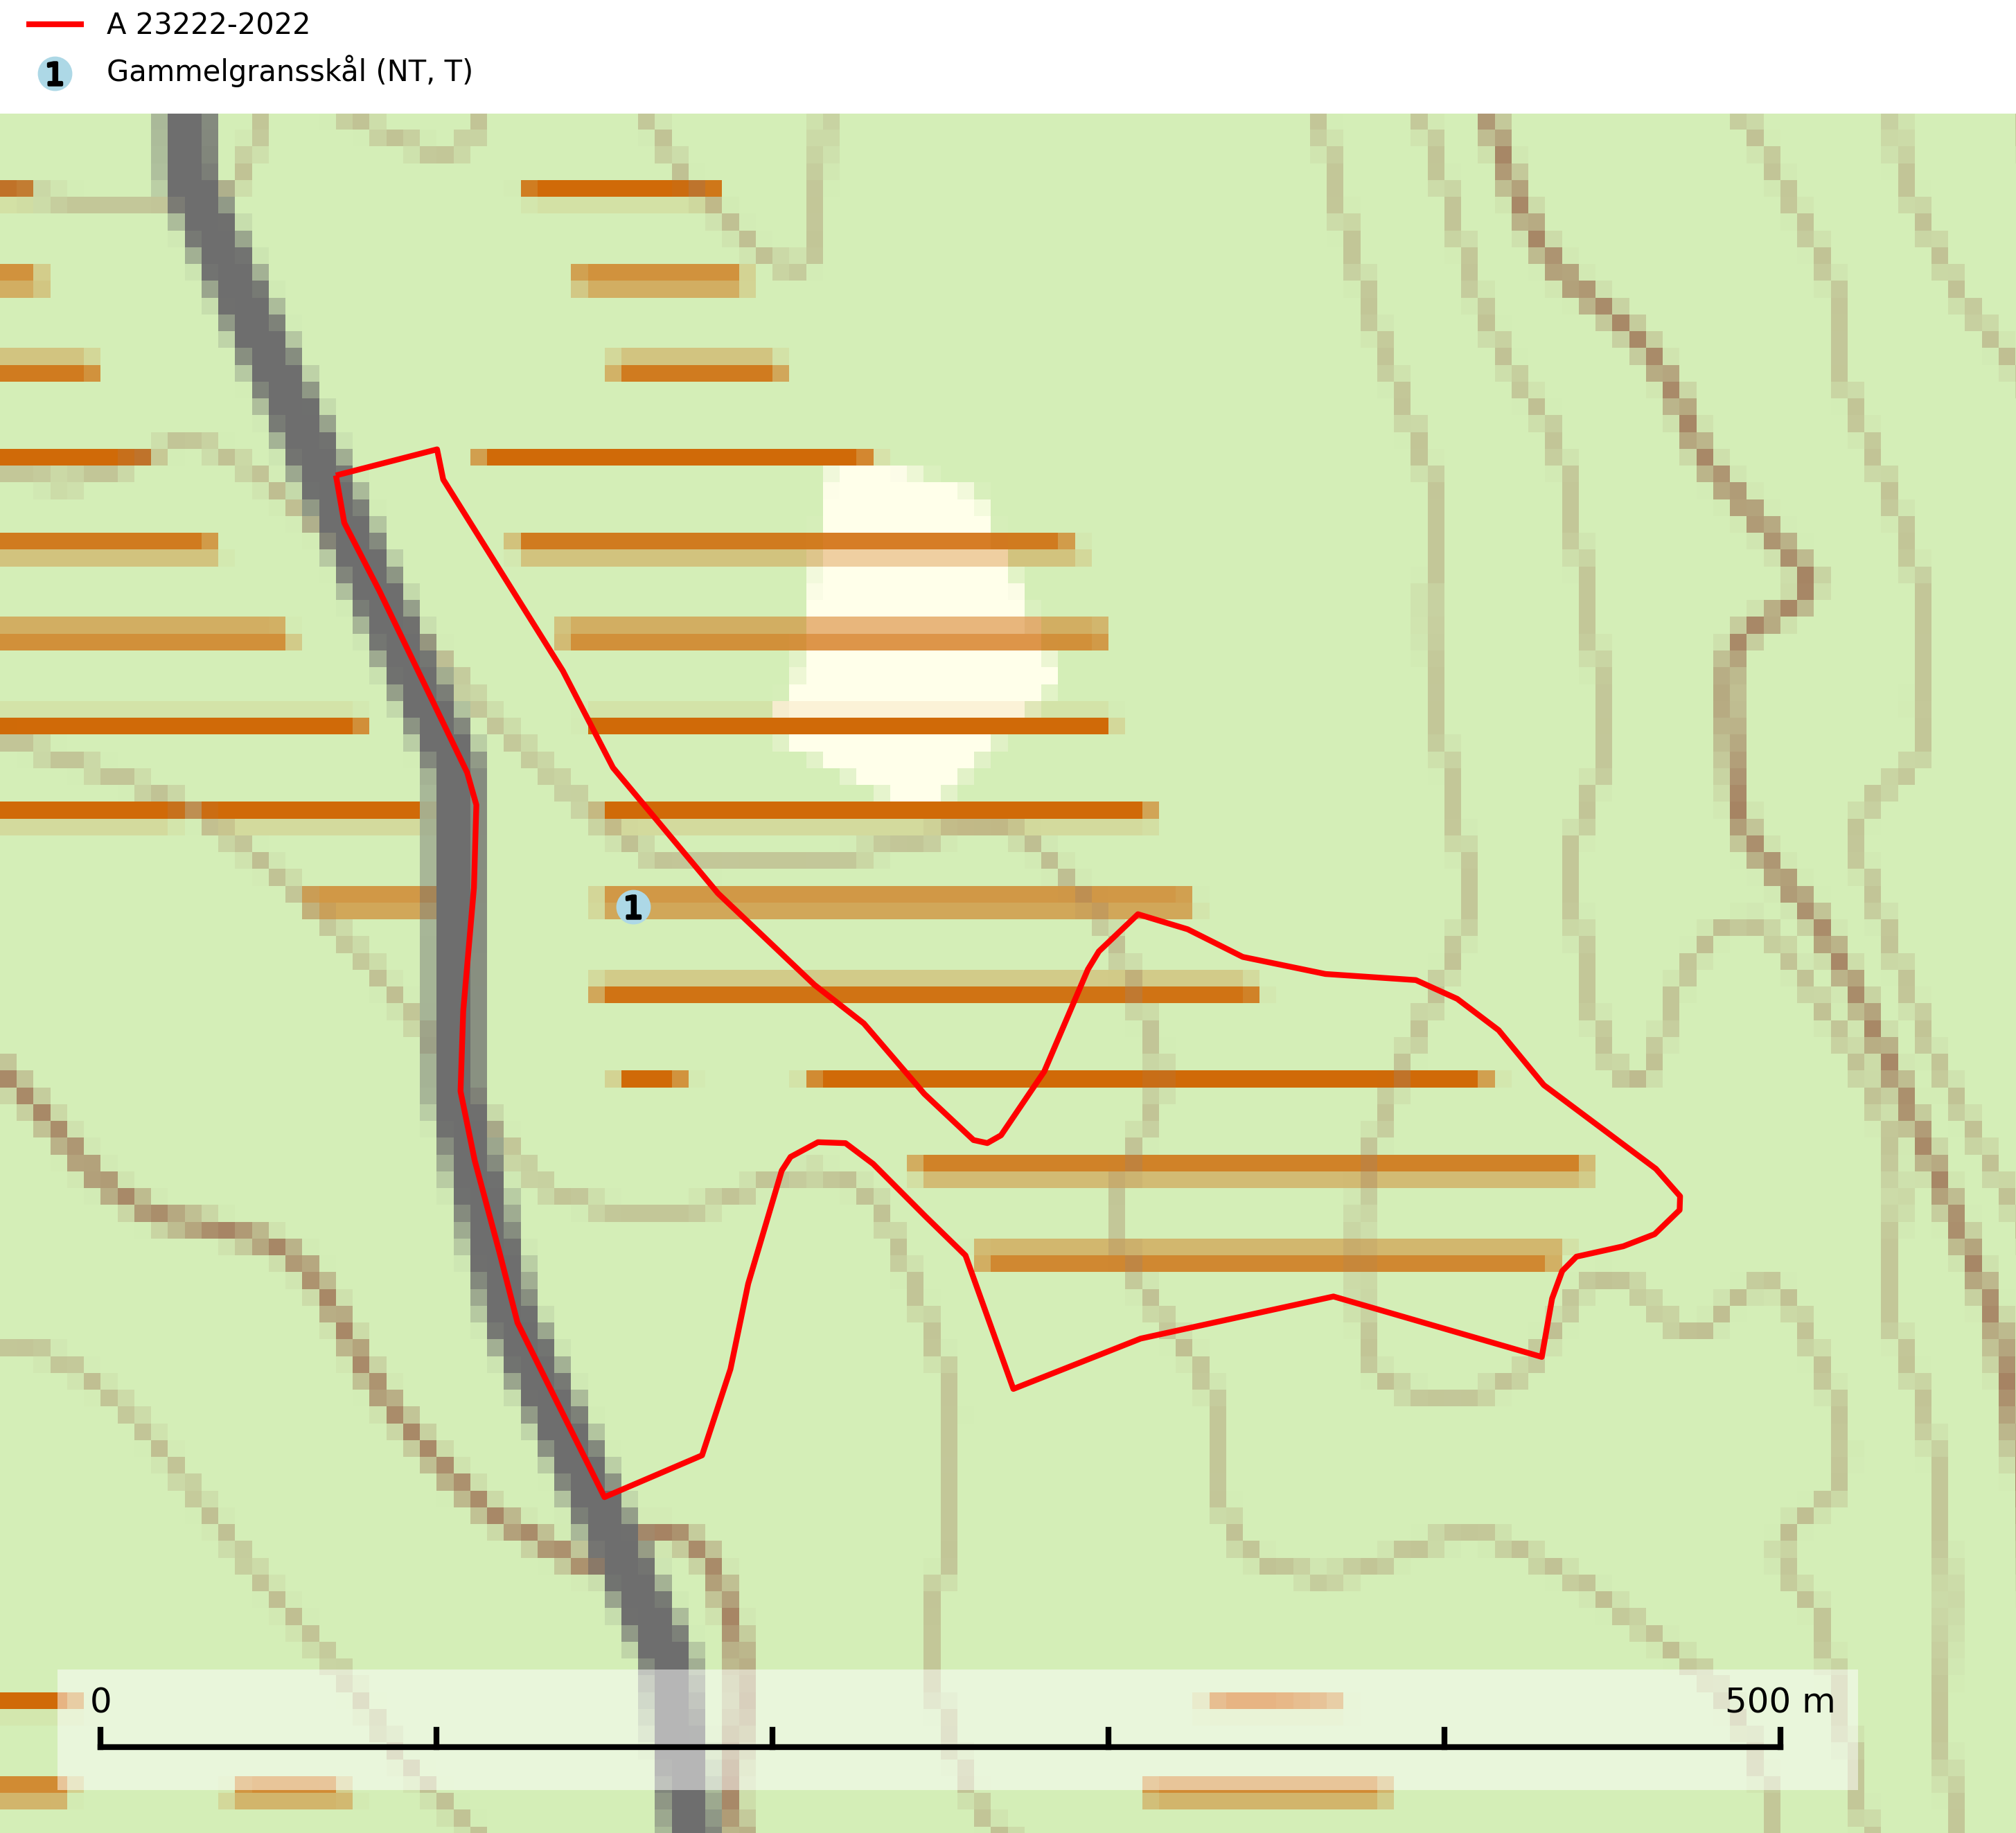 A 23222-2022
1 Gammelgransskål (NT, T)
1
0 500 m